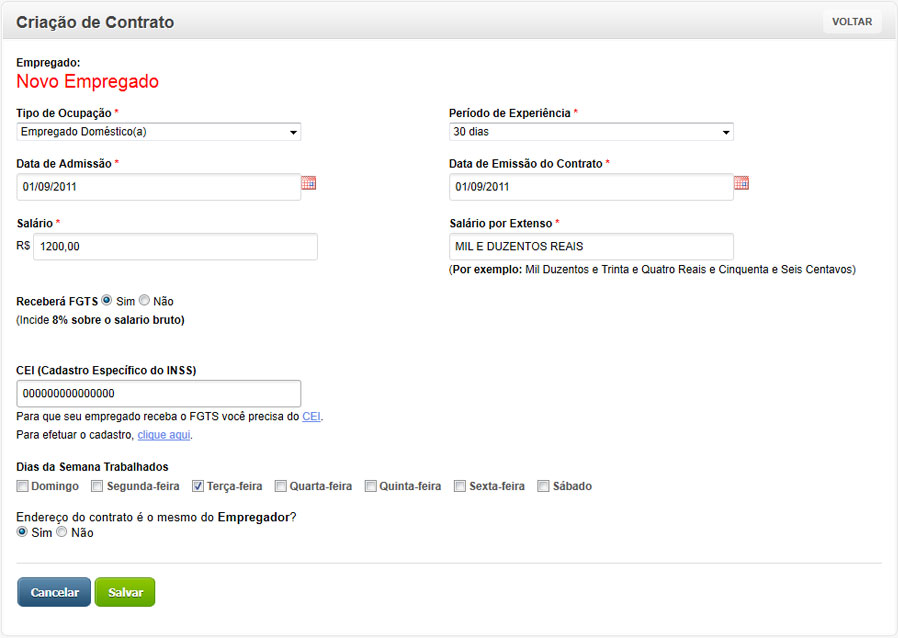 Criação de Contrato
VOLTAR
Empregado:
Novo Empregado
Tipo de Ocupação *
Período de Experiência *
Empregado Doméstico(a)
30 dias
Data de Admissão *
Data de Emissão do Contrato *
01/09/2011
01/09/2011
Salário *
Salário por Extenso *
R$ 1200,00
MIL E DUZENTOS REAIS
(Por exemplo: Mil Duzentos e Trinta e Quatro Reais e Cinquenta e Seis Centavos)
Receberá FGTS Sim Não
(Incide 8% sobre o salario bruto)
CEI (Cadastro Específico do INSS)
000000000000000
Para que seu empregado receba o FGTS você precisa do CEI.
Para efetuar o cadastro, clique aqui.
Dias da Semana Trabalhados
Domingo Segunda-feira Terça-feira Quarta-feira Quinta-feira Sexta-feira Sábado
Endereço do contrato é o mesmo do Empregador?
Sim Não
Cancelar Salvar